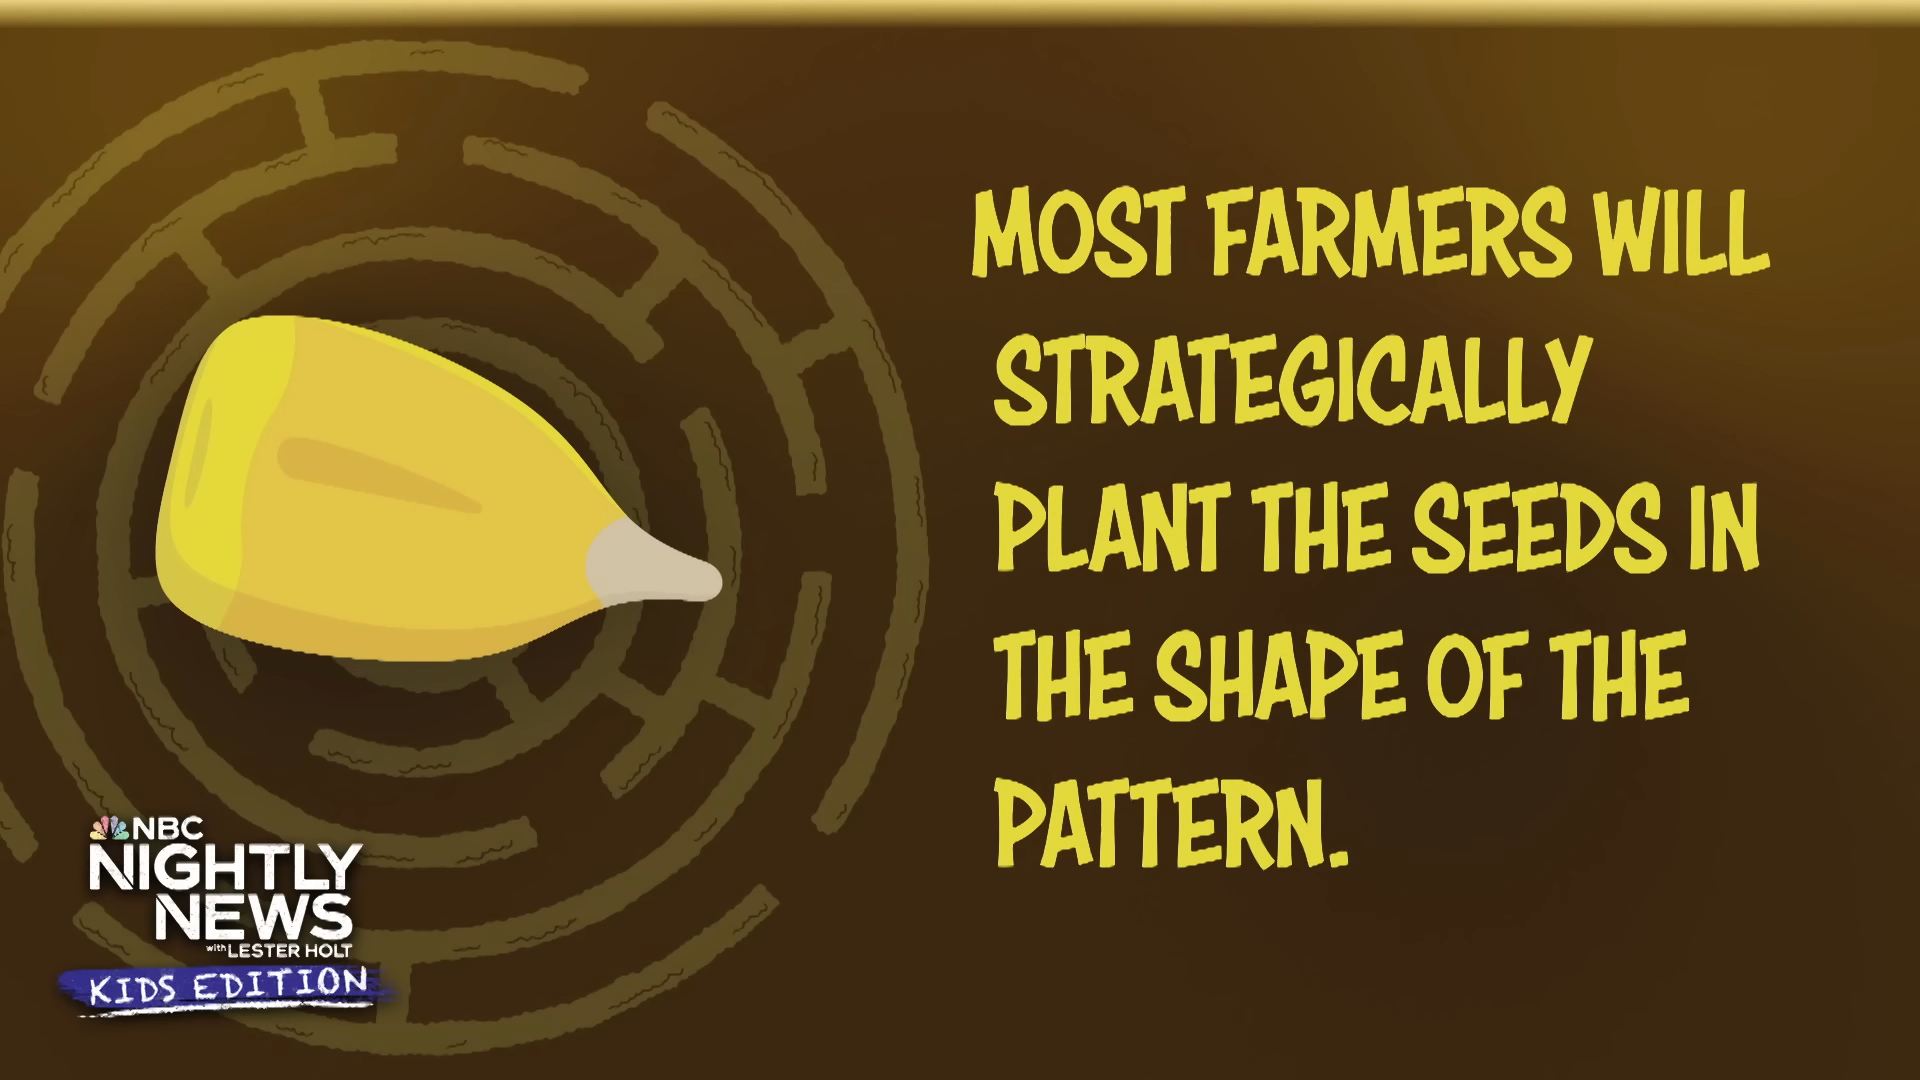 MOST FARMERS WILL
STRATEGICALLY
PLANT THE SEEDS IN
THE SHAPE OF THE
PATTERN.
NBC
NIGHTLY
NEWS
with LESTER HOLT
KIDS EDITION